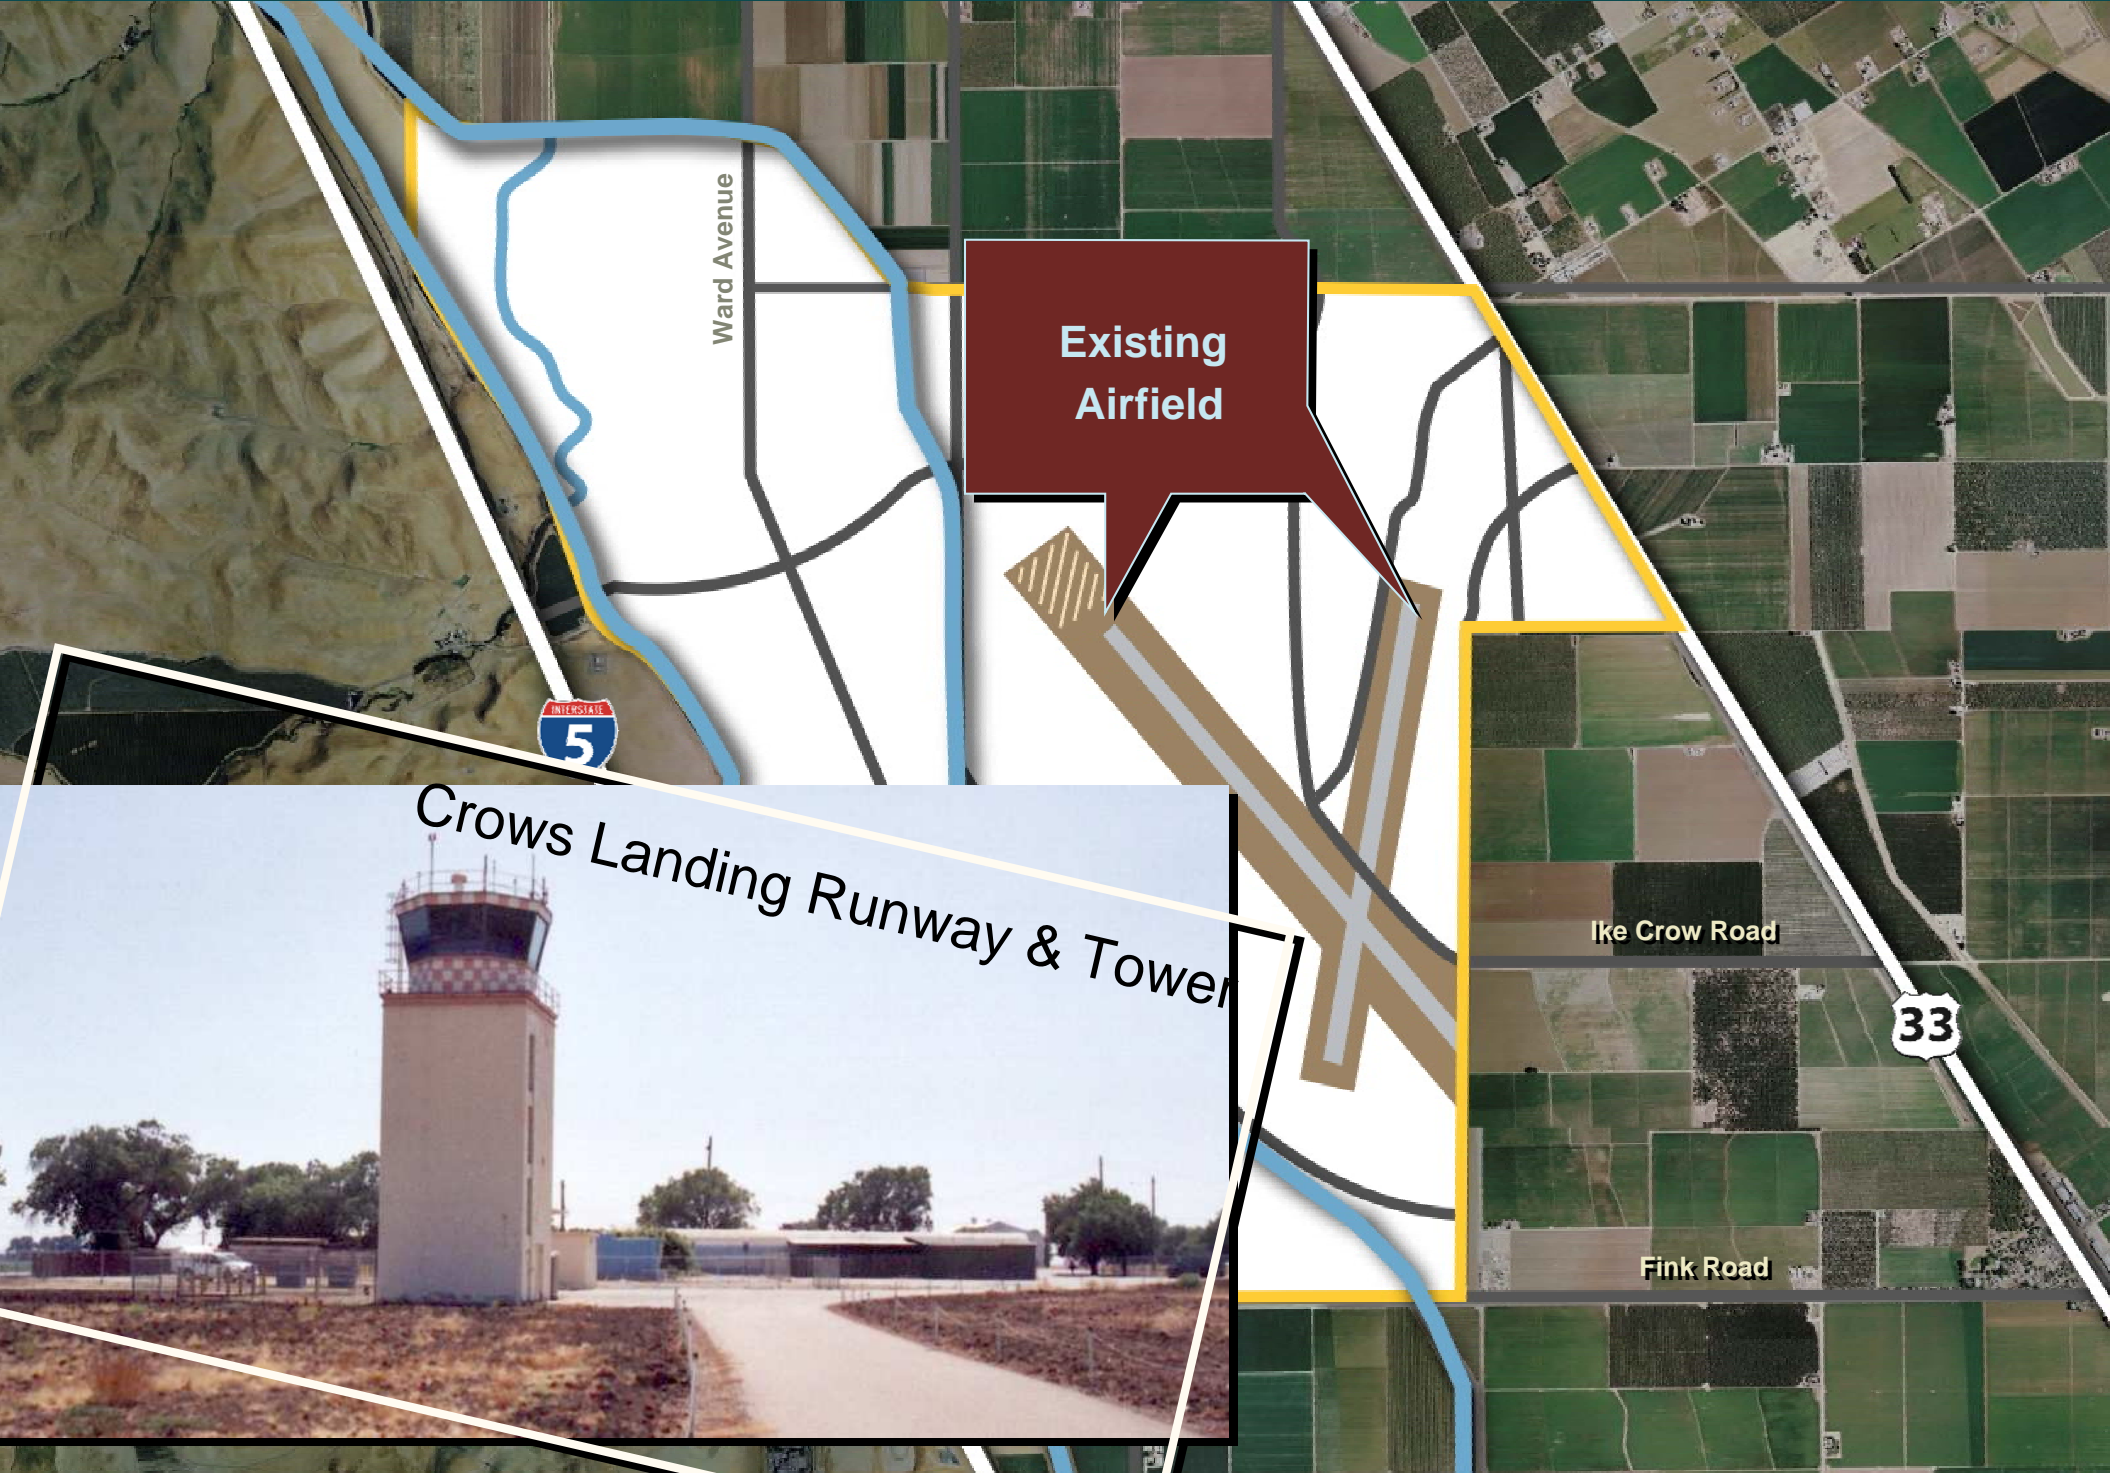 Ward Avenue
Existing
Airfield
INTERSTATE
5
Crows Landing Runway & Tower
Ike Crow Road
33
Fink Road